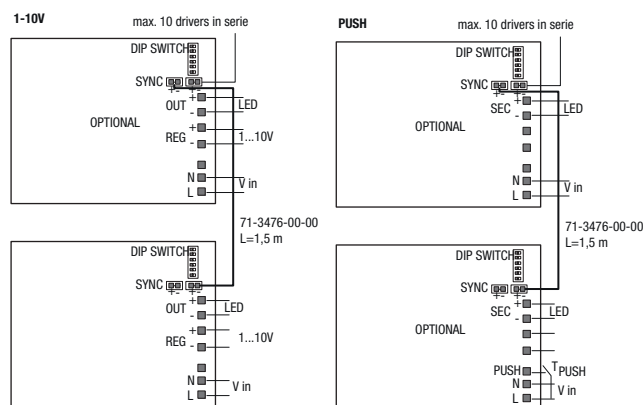 1-10V
max. 10 drivers in serie
DIP SWITCH
SYNC
+-
+
OUT
LED
-
OPTIONAL
+
REG
1...10V
-
N
V in
L
71-3476-00-00
L=1,5 m
DIP SWITCH
SYNC
+-
+
OUT
LED
-
OPTIONAL
+
REG
1...10V
-
N
V in
L
PUSH
max. 10 drivers in serie
DIP SWITCH
SYNC
+-
+
SEC
LED
-
OPTIONAL
N
V in
L
71-3476-00-00
L=1,5 m
DIP SWITCH
SYNC
+-
+
SEC
LED
-
OPTIONAL
PUSH
TPUSH
N
V in
L